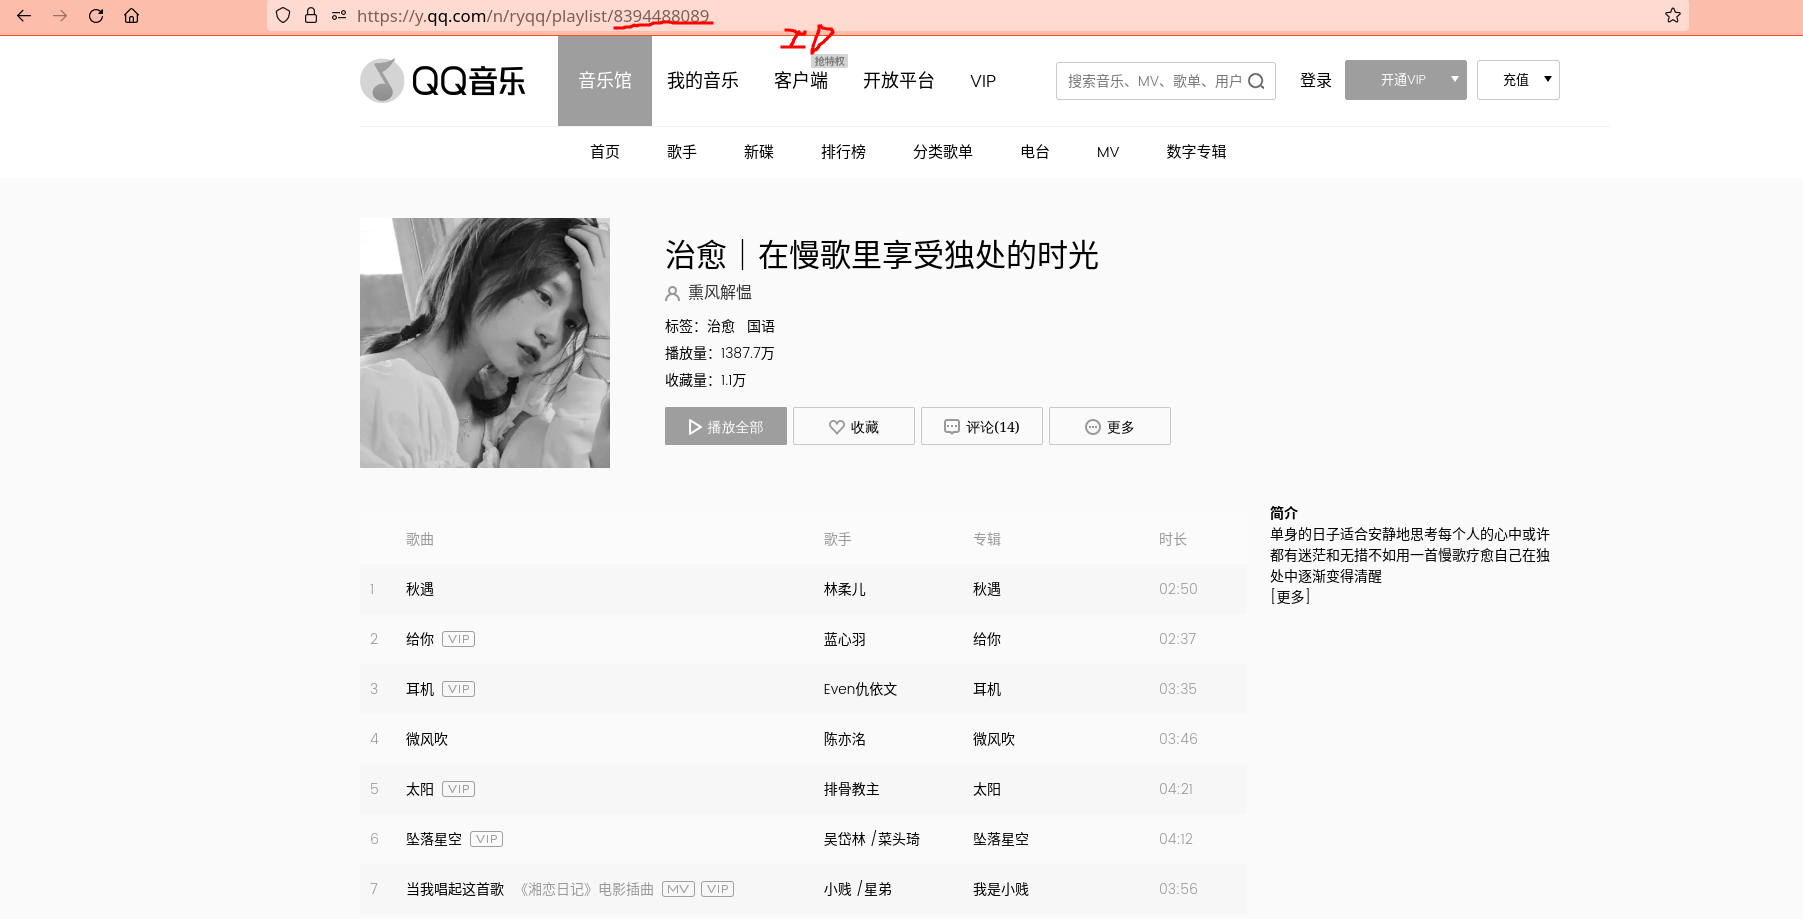 https://y.qq.com/n/ryqq/playlist/8394488089
ID
抢特权
QQ音乐 音乐馆 我的音乐 客户端 开放平台 VIP 搜索音乐、MV、歌单、用户 登录 开通VIP 充值
首页 歌手 新碟 排行榜 分类歌单 电台 MV 数字专辑
治愈｜在慢歌里享受独处的时光
熏风解愠
标签：治愈 国语
播放量：1387.7万
收藏量：1.1万
播放全部 收藏 评论(14) 更多
歌曲 歌手 专辑 时长
1 秋遇 林柔儿 秋遇 02:50
2 给你 VIP 蓝心羽 给你 02:37
3 耳机 VIP Even仇依文 耳机 03:35
4 微风吹 陈亦洺 微风吹 03:46
5 太阳 VIP 排骨教主 太阳 04:21
6 坠落星空 VIP 吴岱林 /菜头琦 坠落星空 04:12
7 当我唱起这首歌 《湘恋日记》电影插曲 MV VIP 小贱 /星弟 我是小贱 03:56
简介
单身的日子适合安静地思考每个人的心中或许
都有迷茫和无措不如用一首慢歌疗愈自己在独
处中逐渐变得清醒
[更多]